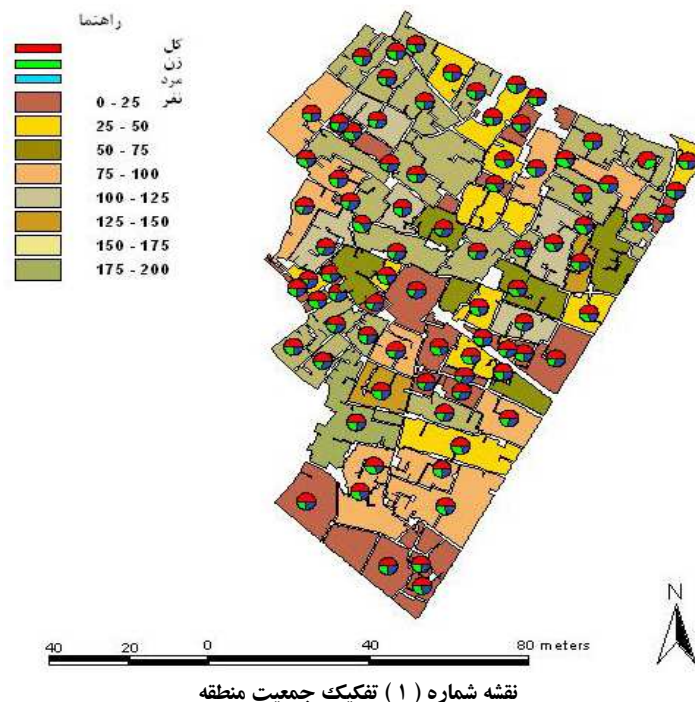 راهنما
کل
زن
مرد
نفر
0 - 25
25 - 50
50 - 75
75 - 100
100 - 125
125 - 150
150 - 175
175 - 200
N
40 20 0 40 80 meters
نقشه شماره ( ۱ ) تفکیک جمعیت منطقه